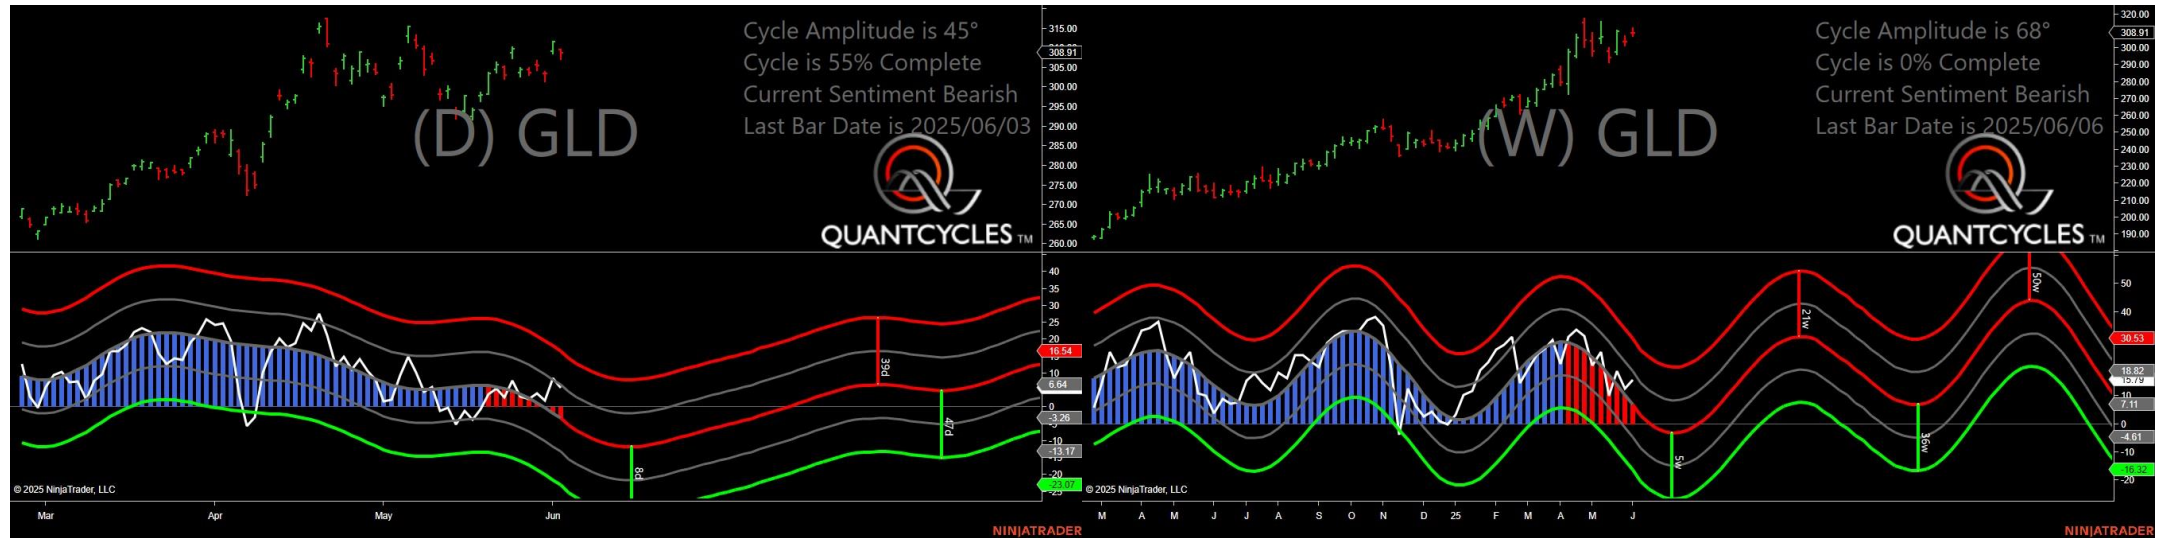 Cycle Amplitude is 45°
Cycle is 55% Complete
Current Sentiment Bearish
Last Bar Date is 2025/06/03
(D) GLD
QUANTCYCLES TM
315.00
308.91
305.00
300.00
295.00
290.00
285.00
280.00
275.00
270.00
265.00
260.00
40
35
30
25
20
16.54
10
6.64
0
-3.26
-10
-13.17
-20
-23.07
39d
47d
8d
© 2025 NinjaTrader, LLC
Mar Apr May Jun
NINJATRADER
Cycle Amplitude is 68°
Cycle is 0% Complete
Current Sentiment Bearish
Last Bar Date is 2025/06/06
(W) GLD
QUANTCYCLES TM
320.00
308.91
300.00
290.00
280.00
270.00
260.00
250.00
240.00
230.00
220.00
210.00
200.00
190.00
50
40
30.53
18.82
15.79
10
7.11
0
-4.61
-10
-16.32
-20
50w
21w
36w
5w
© 2025 NinjaTrader, LLC
M A M J J A S O N D 25 F M A M J
NINJATRADER